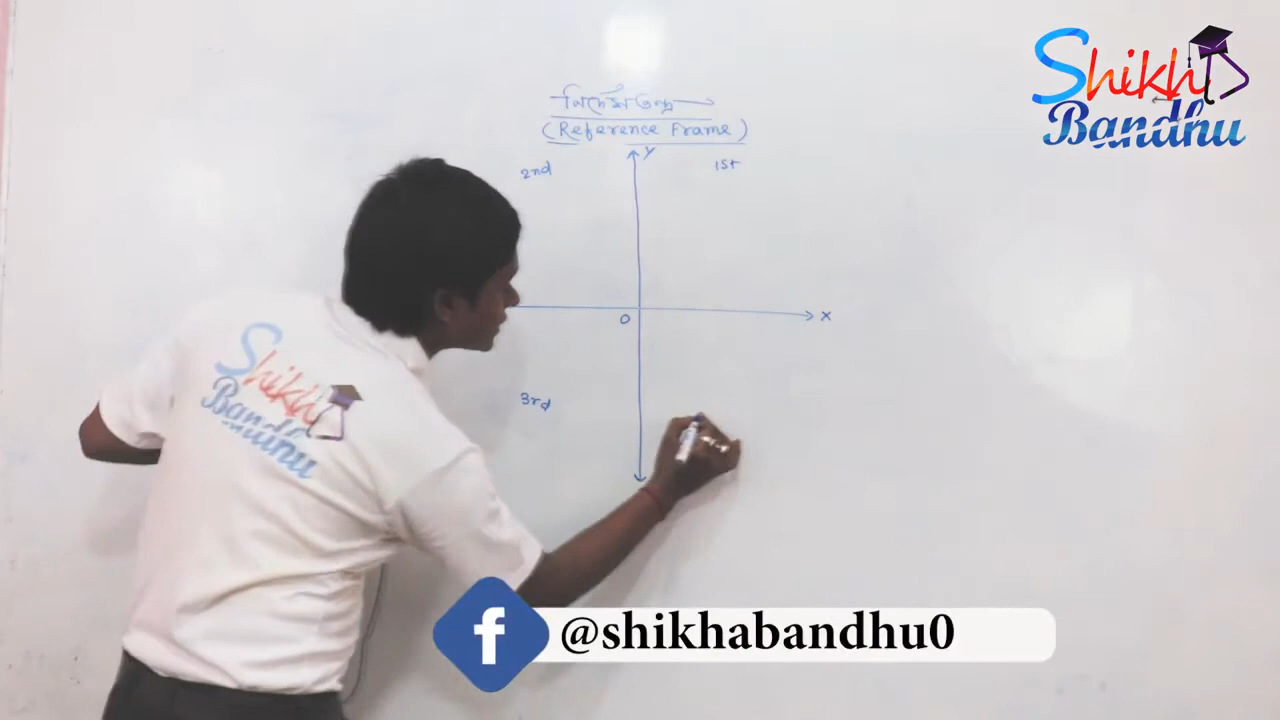 নির্দেশতন্ত্র
(Reference Frame)
Y
2nd
1st
O
X
3rd
Shikha
Bandhu
Shikha
Bandhu
@shikhabandhu0